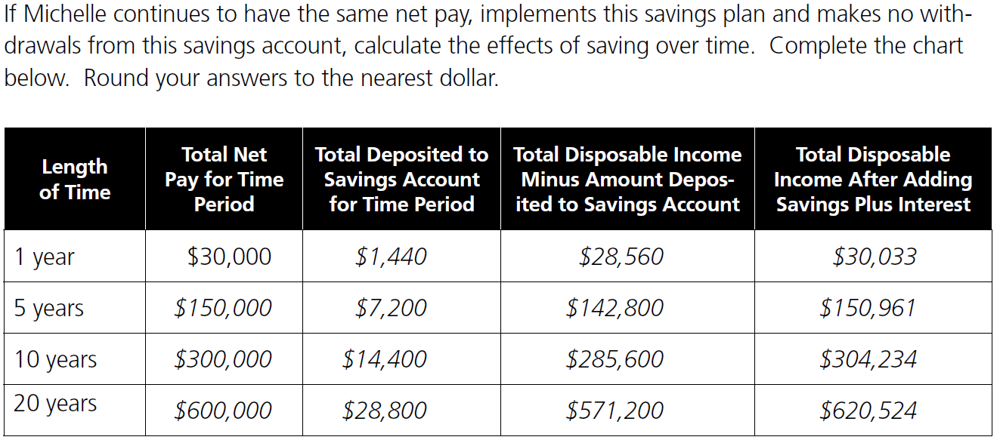 If Michelle continues to have the same net pay, implements this savings plan and makes no with-
drawals from this savings account, calculate the effects of saving over time. Complete the chart
below. Round your answers to the nearest dollar.
Length
of Time
Total Net
Pay for Time
Period
Total Deposited to
Savings Account
for Time Period
Total Disposable Income
Minus Amount Depos-
ited to Savings Account
Total Disposable
Income After Adding
Savings Plus Interest
1 year $30,000 $1,440 $28,560 $30,033
5 years $150,000 $7,200 $142,800 $150,961
10 years $300,000 $14,400 $285,600 $304,234
20 years $600,000 $28,800 $571,200 $620,524